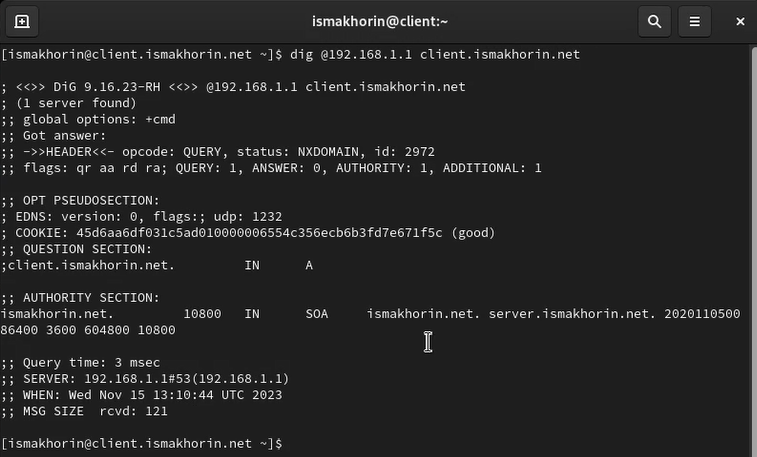 ismakhorin@client:~
[ismakhorin@client.ismakhorin.net ~]$ dig @192.168.1.1 client.ismakhorin.net
; <<>> DiG 9.16.23-RH <<>> @192.168.1.1 client.ismakhorin.net
; (1 server found)
;; global options: +cmd
;; Got answer:
;; ->>HEADER<<- opcode: QUERY, status: NXDOMAIN, id: 2972
;; flags: qr aa rd ra; QUERY: 1, ANSWER: 0, AUTHORITY: 1, ADDITIONAL: 1
;; OPT PSEUDOSECTION:
; EDNS: version: 0, flags:; udp: 1232
; COOKIE: 45d6aa6df031c5ad010000006554c356ecb6b3fd7e671f5c (good)
;; QUESTION SECTION:
;client.ismakhorin.net. IN A
;; AUTHORITY SECTION:
ismakhorin.net. 10800 IN SOA ismakhorin.net. server.ismakhorin.net. 2020110500
86400 3600 604800 10800
;; Query time: 3 msec
;; SERVER: 192.168.1.1#53(192.168.1.1)
;; WHEN: Wed Nov 15 13:10:44 UTC 2023
;; MSG SIZE rcvd: 121
[ismakhorin@client.ismakhorin.net ~]$